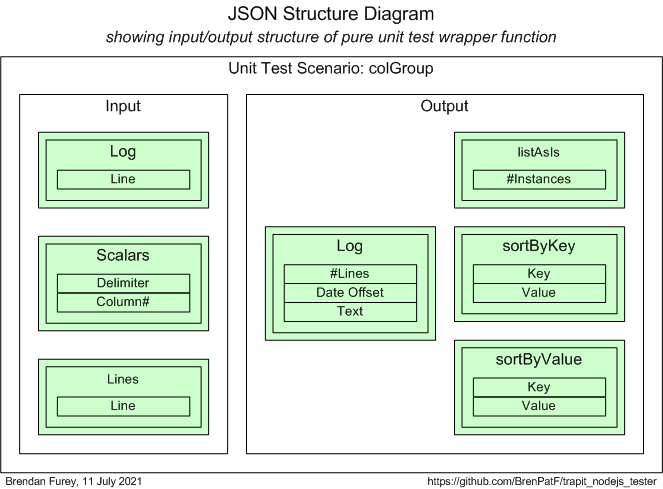 JSON Structure Diagram
showing input/output structure of pure unit test wrapper function
Unit Test Scenario: colGroup
Input
Log
Line
Scalars
Delimiter
Column#
Lines
Line
Output
Log
#Lines
Date Offset
Text
listAsIs
#Instances
sortByKey
Key
Value
sortByValue
Key
Value
Brendan Furey, 11 July 2021
https://github.com/BrenPatF/trapit_nodejs_tester